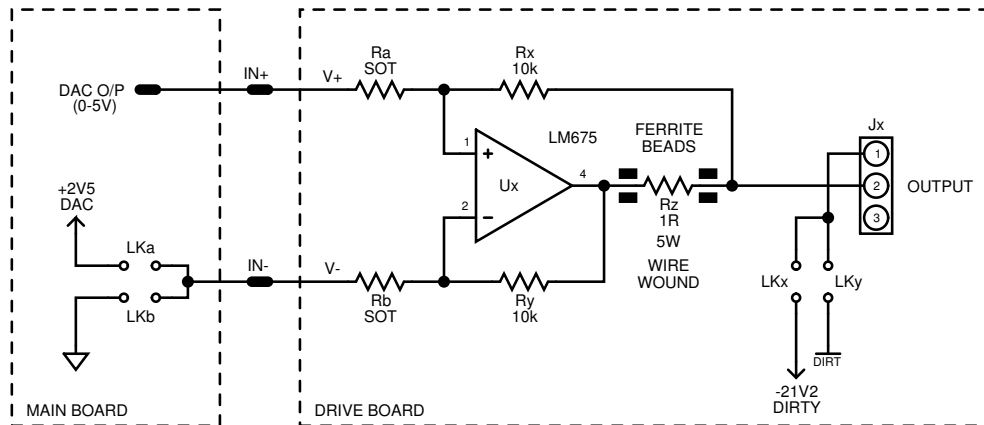 Ra
SOT
Rx
10k
IN+
V+
DAC O/P
(0-5V)
LM675
FERRITE
BEADS
Jx
1
+
1
Ux
4
2
OUTPUT
+2V5
DAC
2
−
Rz
1R
3
5W
LKa
IN-
V-
WIRE
WOUND
LKb
Rb
SOT
Ry
10k
LKx
LKy
DIRT
-21V2
DIRTY
MAIN BOARD
DRIVE BOARD